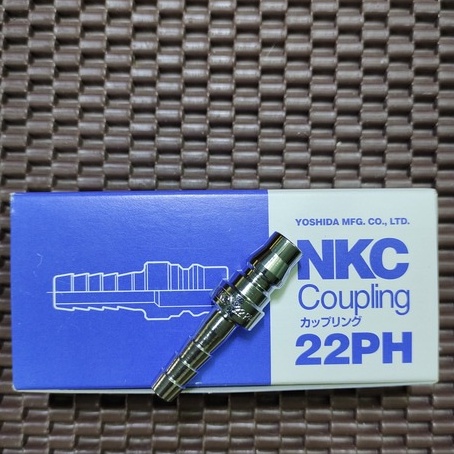 YOSHIDA MFG. CO., LTD.
NKC
Coupling
カップリング
22PH